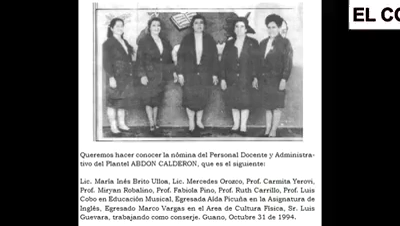 EL CO
Queremos hacer conocer la nómina del Personal Docente y Administra-
tivo del Plantel ABDON CALDERON, que es el siguiente:
Lic. María Inés Brito Ulloa, Lic. Mercedes Orozco, Prof. Carmita Yerovi,
Prof. Miryan Robalino, Prof. Fabiola Pino, Prof. Ruth Carrillo, Prof. Luis
Cobo en Educación Musical, Egresada Aída Picuña en la Asignatura de
Inglés, Egresado Marco Vargas en el Area de Cultura Física, Sr. Luis
Guevara, trabajando como conserje. Guano, Octubre 31 de 1994.